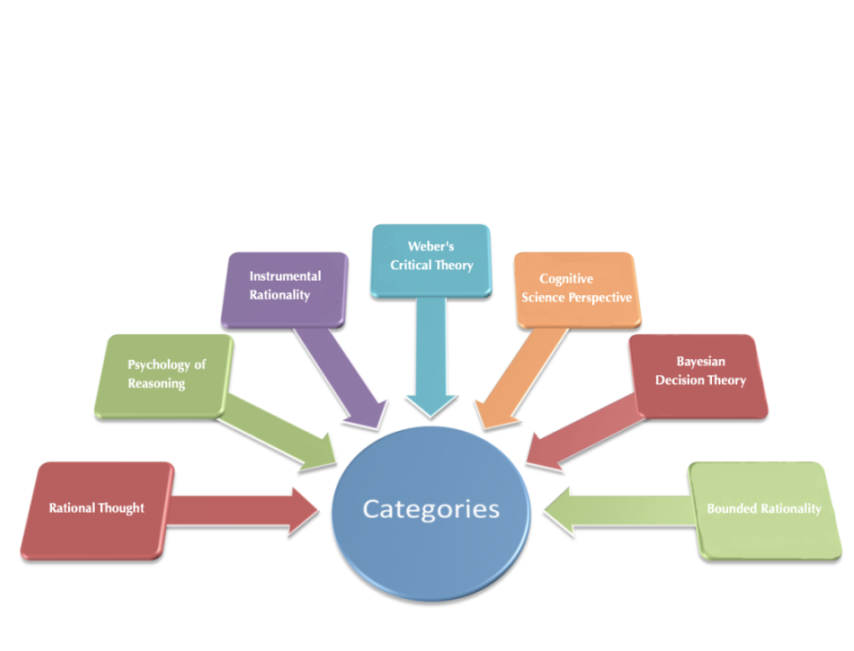 Weber's
Critical Theory
Instrumental
Rationality
Cognitive
Science Perspective
Psychology of
Reasoning
Bayesian
Decision Theory
Rational Thought
Categories
Bounded Rationality